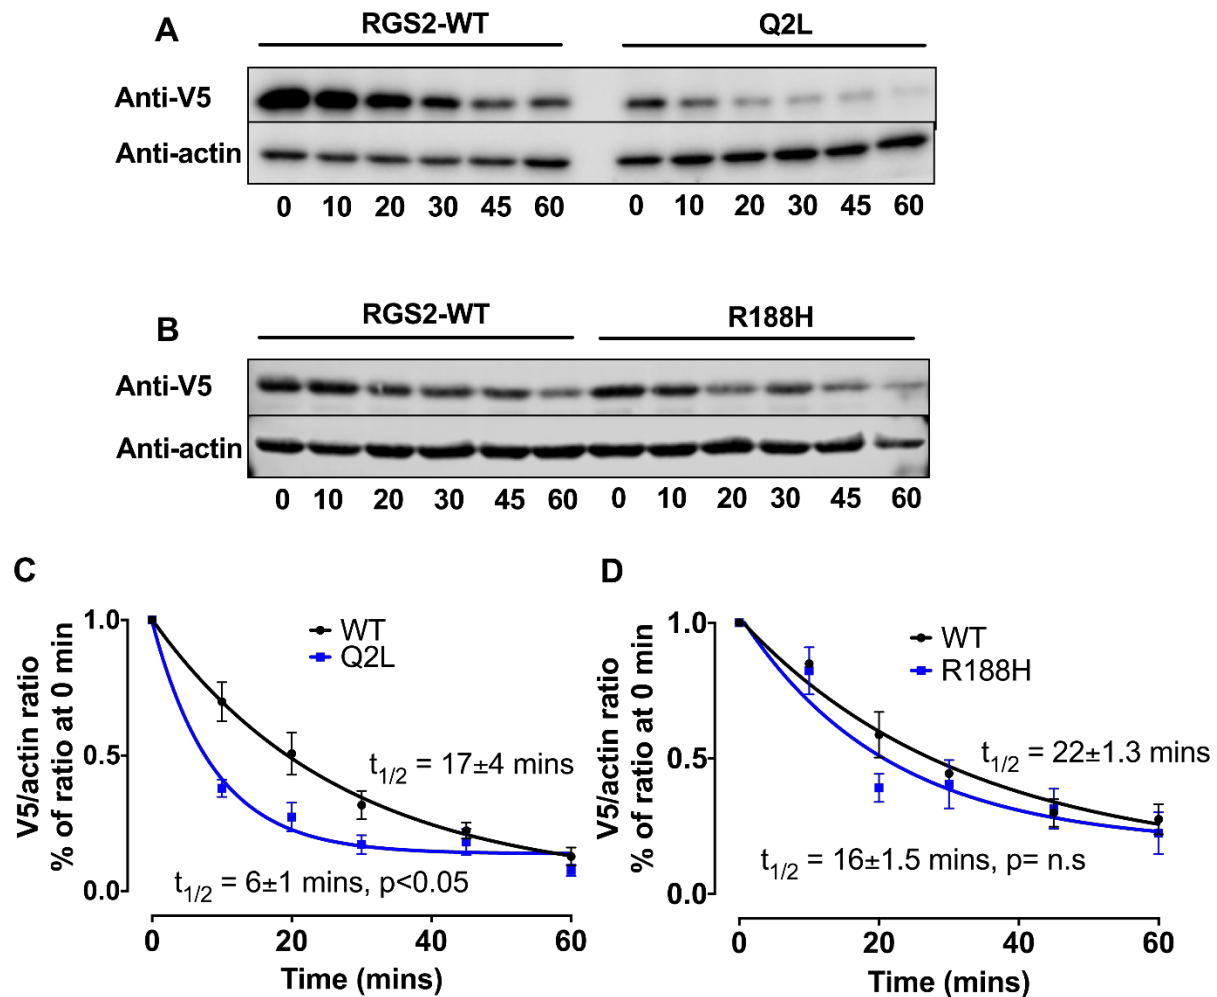 A
RGS2-WT
Q2L
Anti-V5
Anti-actin
0 10 20 30 45 60 0 10 20 30 45 60
B
RGS2-WT
R188H
Anti-V5
Anti-actin
0 10 20 30 45 60 0 10 20 30 45 60
C
V5/actin ratio
% of ratio at 0 min
1.0
0.5
0.0
WT
Q2L
t1/2 = 17±4 mins
t1/2 = 6±1 mins, p<0.05
0 20 40 60
Time (mins)
D
V5/actin ratio
% of ratio at 0 min
1.0
0.5
0.0
WT
R188H
t1/2 = 22±1.3 mins
t1/2 = 16±1.5 mins, p= n.s
0 20 40 60
Time (mins)